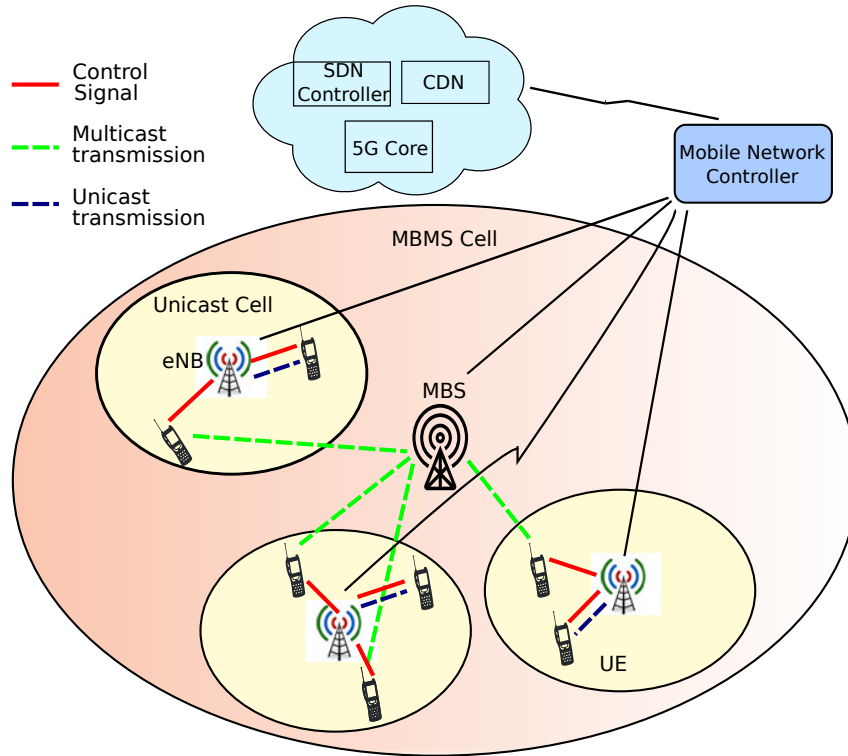 SDN
Controller
CDN
5G Core
Control
Signal
Multicast
transmission
Unicast
transmission
Mobile Network
Controller
MBMS Cell
Unicast Cell
eNB
MBS
UE